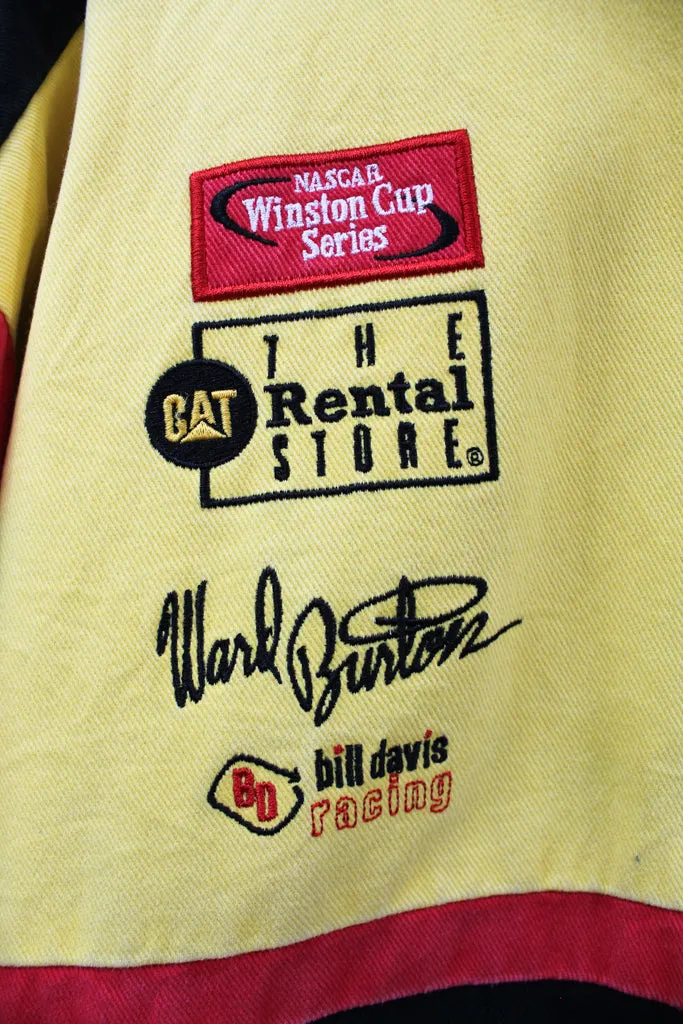 NASCAR
Winston Cup
Series
THE
CAT
Rental
STORE®
Ward Burton
BD
bill davis
racing